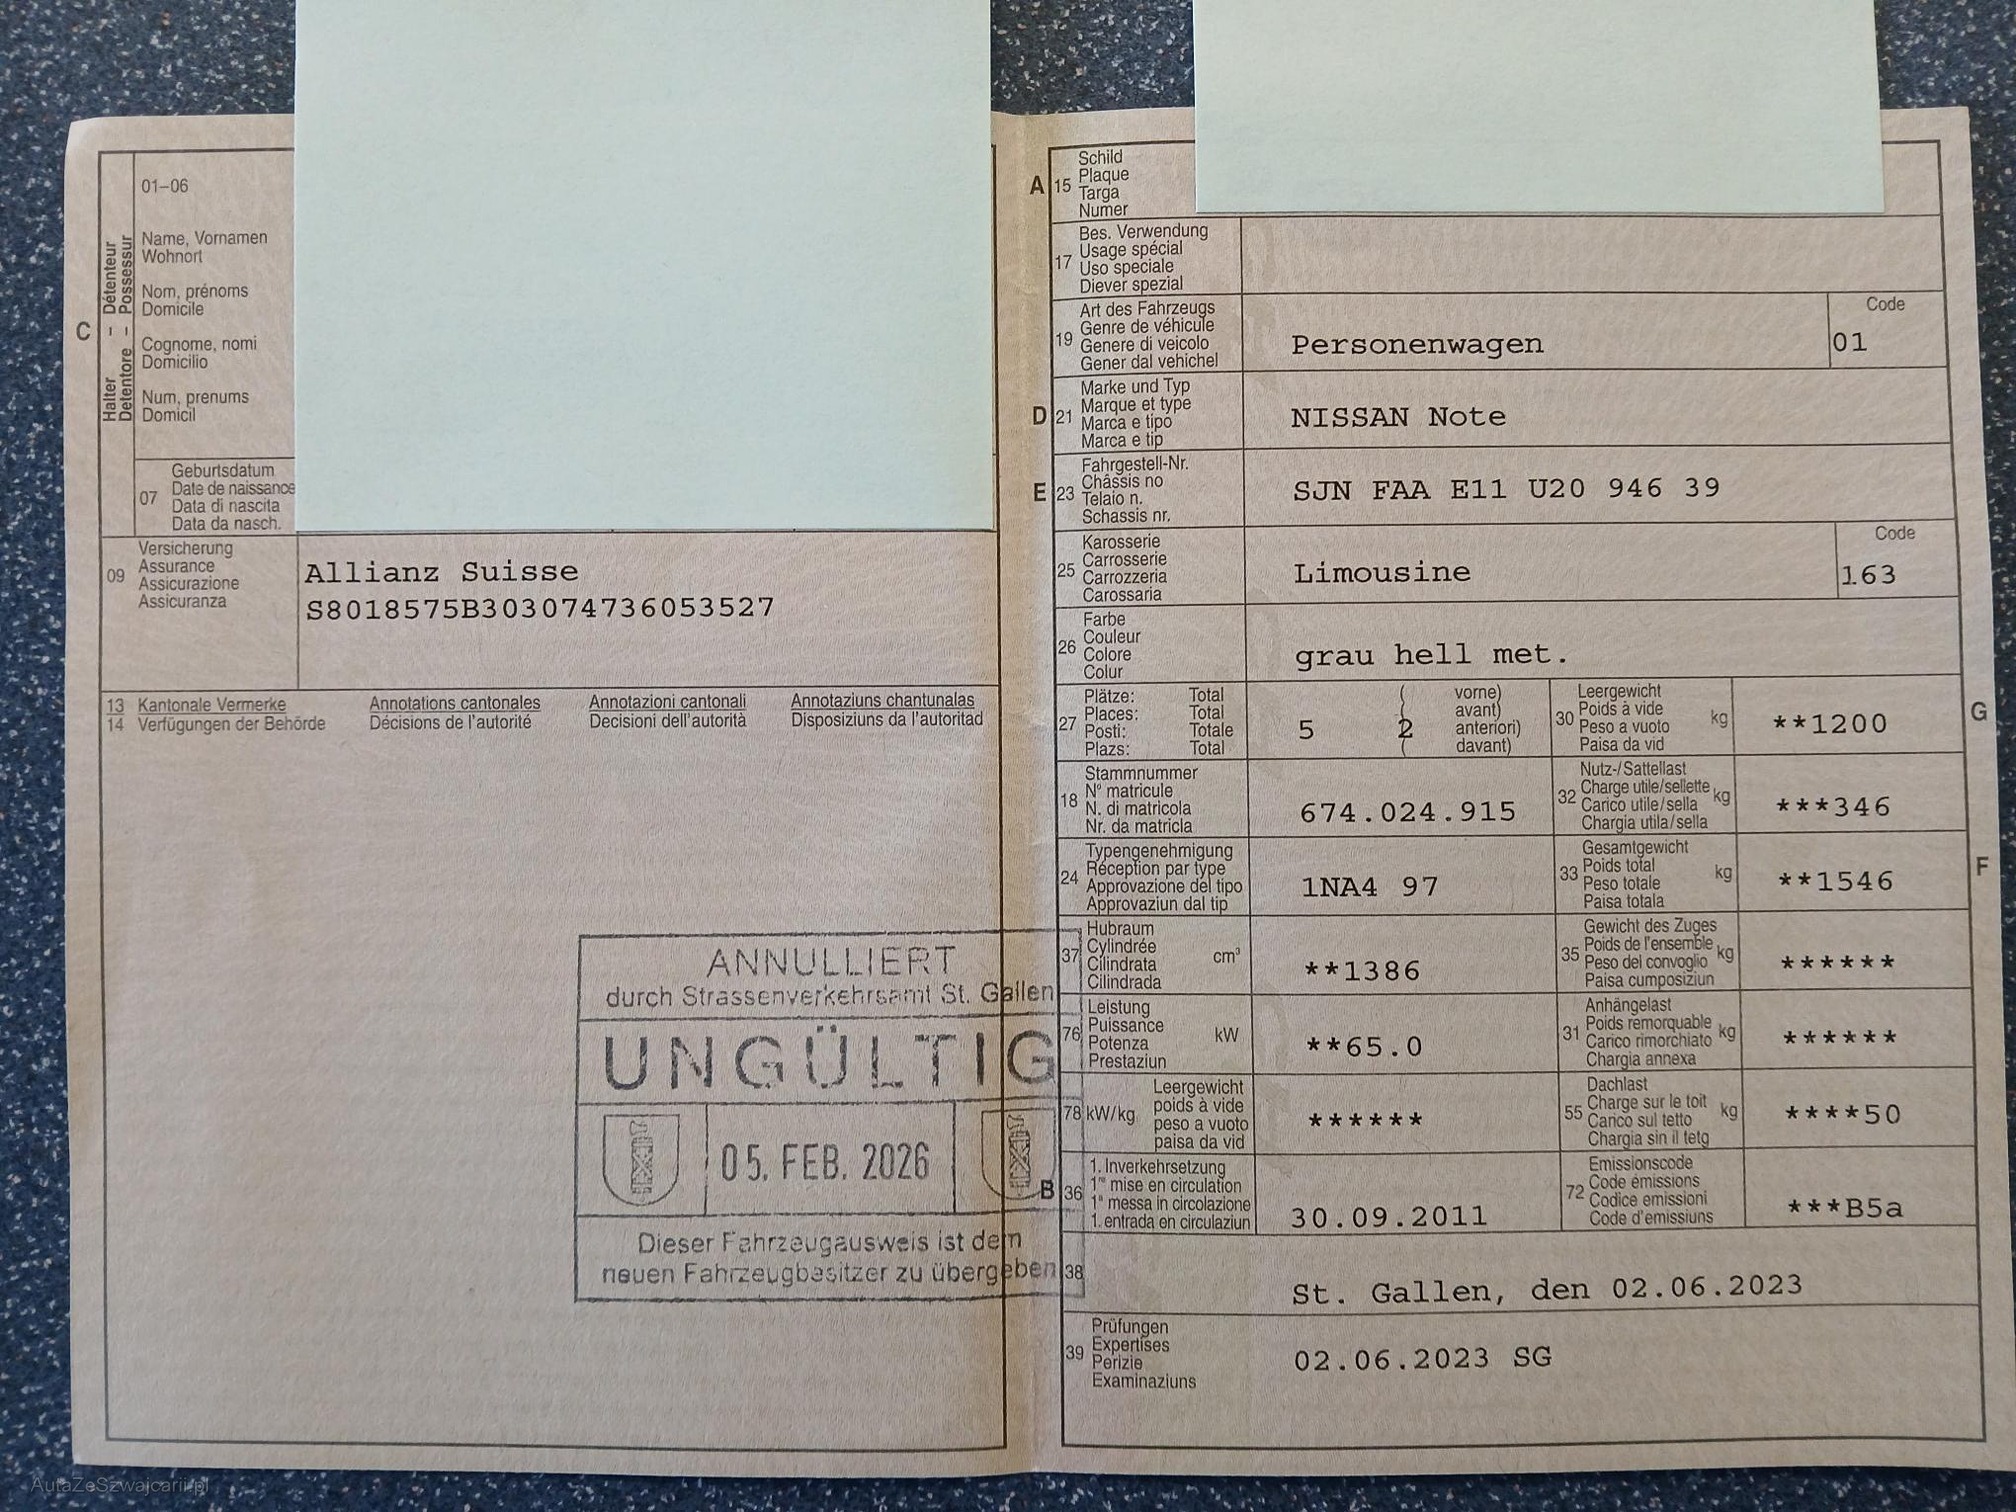 01–06
Name, Vornamen
Wohnort
Nom, prénoms
Domicile
Cognome, nomi
Domicilio
Num, prenums
Domicil
C
Halter – Détenteur
Detentore – Possessur
07
Geburtsdatum
Date de naissance
Data di nascita
Data da nasch.
09
Versicherung
Assurance
Assicurazione
Assicuranza
Allianz Suisse
S8018575B303074736053527
13 Kantonale Vermerke Annotations cantonales Annotazioni cantonali Annotaziuns chantunalas
14 Verfügungen der Behörde Décisions de l'autorité Decisioni dell'autorità Disposiziuns da l'autoritad
ANNULLIERT
durch Strassenverkehrsamt St. Gallen
UNGÜLTIG
05. FEB. 2026
Dieser Fahrzeugausweis ist dem
neuen Fahrzeugbesitzer zu übergeben
A 15
Schild
Plaque
Targa
Numer
17
Bes. Verwendung
Usage spécial
Uso speciale
Diever spezial
19
Art des Fahrzeugs
Genre de véhicule
Genere di veicolo
Gener dal vehichel
Personenwagen
Code
01
D 21
Marke und Typ
Marque et type
Marca e tipo
Marca e tip
NISSAN Note
E 23
Fahrgestell-Nr.
Châssis no
Telaio n.
Schassis nr.
SJN FAA E11 U20 946 39
25
Karosserie
Carrosserie
Carrozzeria
Carossaria
Limousine
Code
163
26
Farbe
Couleur
Colore
Colur
grau hell met.
27
Plätze: Total
Places: Total
Posti: Totale
Plazs: Total
5 2
( vorne)
( avant)
( anteriori)
( davant)
30
Leergewicht
Poids à vide
Peso a vuoto
Paisa da vid
kg
**1200
G
18
Stammnummer
N° matricule
N. di matricola
Nr. da matricla
674.024.915
32
Nutz-/Sattellast
Charge utile/sellette
Carico utile/sella
Chargia utila/sella
kg
***346
24
Typengenehmigung
Réception par type
Approvazione del tipo
Approvaziun dal tip
1NA4 97
33
Gesamtgewicht
Poids total
Peso totale
Paisa totala
kg
**1546
F
37
Hubraum
Cylindrée
Cilindrata
Cilindrada
cm³
**1386
35
Gewicht des Zuges
Poids de l'ensemble
Peso del convoglio
Paisa cumposiziun
kg
******
76
Leistung
Puissance
Potenza
Prestaziun
kW
**65.0
31
Anhängelast
Poids remorquable
Carico rimorchiato
Chargia annexa
kg
******
78 kW/kg
Leergewicht
poids à vide
peso a vuoto
paisa da vid
******
55
Dachlast
Charge sur le toit
Carico sul tetto
Chargia sin il tetg
kg
****50
B 36
1. Inverkehrsetzung
1re mise en circulation
1a messa in circolazione
1. entrada en circulaziun
30.09.2011
72
Emissionscode
Code émissions
Codice emissioni
Code d'emissiuns
***B5a
38
St. Gallen, den 02.06.2023
39
Prüfungen
Expertises
Perizie
Examinaziuns
02.06.2023 SG
AutaZeSzwajcarii.pl